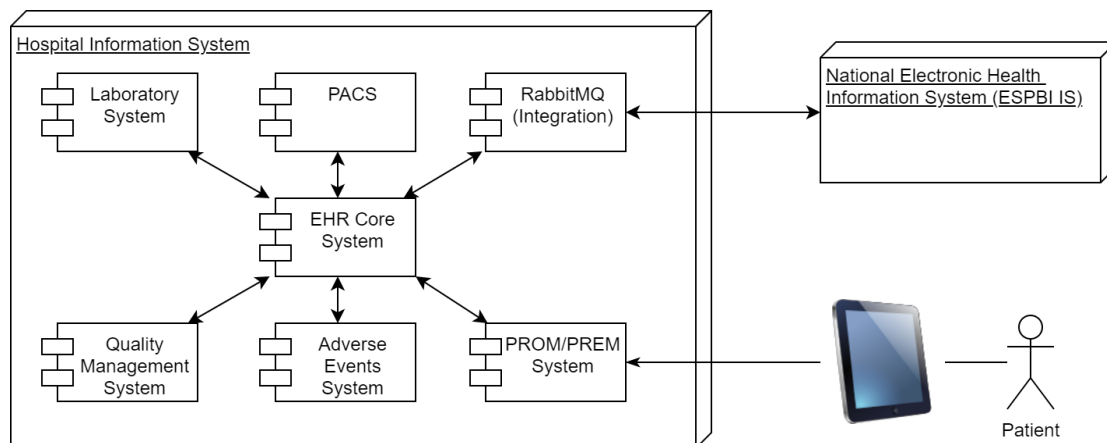 Hospital Information System
Laboratory
System
PACS
RabbitMQ
(Integration)
National Electronic Health
Information System (ESPBI IS)
EHR Core
System
Quality
Management
System
Adverse
Events
System
PROM/PREM
System
Patient